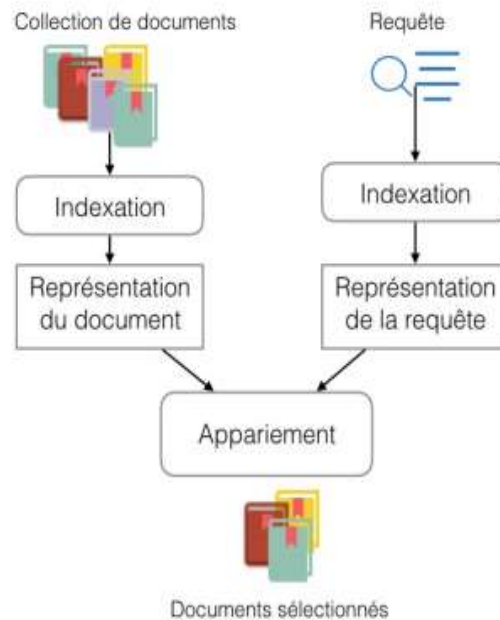 Collection de documents
Requête
Indexation
Indexation
Représentation
du document
Représentation
de la requête
Appariement
Documents sélectionnés